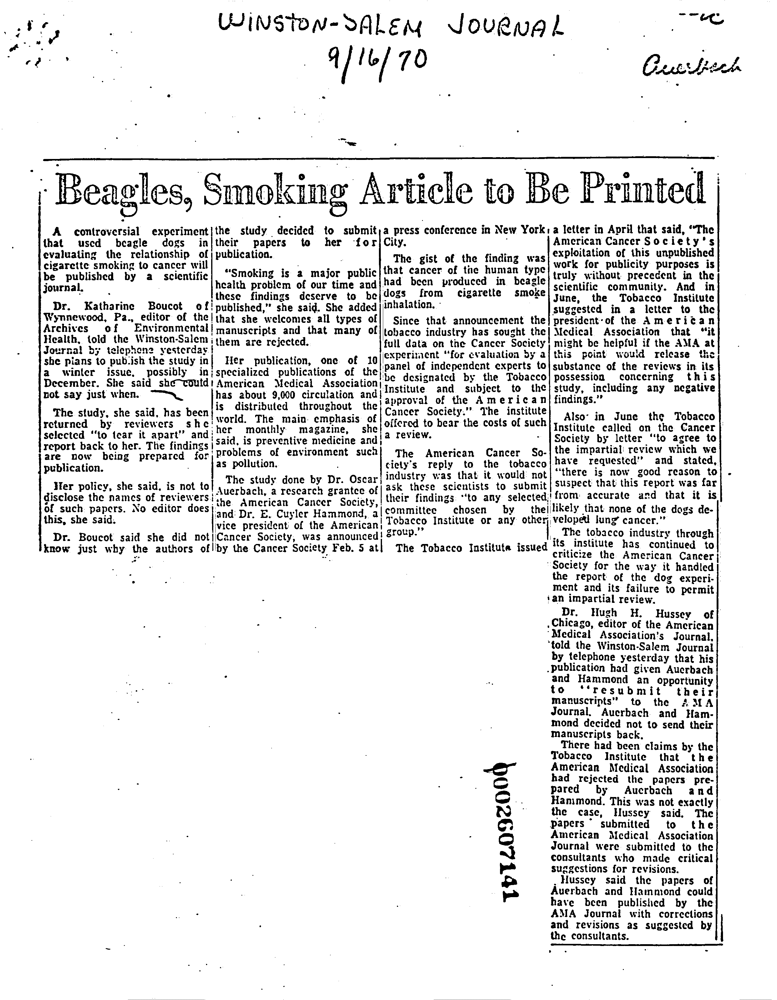 WINSTON-SALEM JOURNAL
9/16/70
Auerbach
Beagles, Smoking Article to Be Printed
A controversial experiment
that used beagle dogs in
evaluating the relationship of
cigarette smoking to cancer will
be published by a scientific
journal.
Dr. Katharine Boucot of
Wynnewood, Pa., editor of the
Archives of Environmental
Health, told the Winston-Salem
Journal by telephone yesterday
she plans to publish the study in
a winter issue, possibly in
December. She said she could
not say just when.
The study, she said, has been
returned by reviewers she
selected "to tear it apart" and
report back to her. The findings
are now being prepared for
publication.
Her policy, she said, is not to
disclose the names of reviewers
of such papers. No editor does
this, she said.
Dr. Boucot said she did not
know just why the authors of
the study decided to submit
their papers to her for
publication.
"Smoking is a major public
health problem of our time and
these findings deserve to be
published," she said. She added
that she welcomes all types of
manuscripts and that many of
them are rejected.
Her publication, one of 10
specialized publications of the
American Medical Association
has about 9,000 circulation and
is distributed throughout the
world. The main emphasis of
her monthly magazine, she
said, is preventive medicine and
problems of environment such
as pollution.
The study done by Dr. Oscar
Auerbach, a research grantee of
the American Cancer Society,
and Dr. E. Cuyler Hammond, a
vice president of the American
Cancer Society, was announced
by the Cancer Society Feb. 5 at
a press conference in New York
City.
The gist of the finding was
that cancer of the human type
had been produced in beagle
dogs from cigarette smoke
inhalation.
Since that announcement the
tobacco industry has sought the
full data on the Cancer Society
experiment "for evaluation by a
panel of independent experts to
be designated by the Tobacco
Institute and subject to the
approval of the American
Cancer Society." The institute
offered to bear the costs of such
a review.
The American Cancer So-
ciety's reply to the tobacco
industry was that it would not
ask these scientists to submit
their findings "to any selected
committee chosen by the
Tobacco Institute or any other
group."
The Tobacco Institute issued
a letter in April that said, "The
American Cancer Society's
exploitation of this unpublished
work for publicity purposes is
truly without precedent in the
scientific community. And in
June, the Tobacco Institute
suggested in a letter to the
president of the American
Medical Association that "it
might be helpful if the AMA at
this point would release the
substance of the reviews in its
possession concerning this
study, including any negative
findings."
Also in June the Tobacco
Institute called on the Cancer
Society by letter "to agree to
the impartial review which we
have requested" and stated,
"there is now good reason to
suspect that this report was far
from accurate and that it is
likely that none of the dogs de-
veloped lung cancer."
The tobacco industry through
its institute has continued to
criticize the American Cancer
Society for the way it handled
the report of the dog experi-
ment and its failure to permit
an impartial review.
Dr. Hugh H. Hussey of
Chicago, editor of the American
Medical Association's Journal,
told the Winston-Salem Journal
by telephone yesterday that his
publication had given Auerbach
and Hammond an opportunity
to "resubmit their
manuscripts" to the AMA
Journal. Auerbach and Ham-
mond decided not to send their
manuscripts back.
There had been claims by the
Tobacco Institute that the
American Medical Association
had rejected the papers pre-
pared by Auerbach and
Hammond. This was not exactly
the case, Hussey said. The
papers submitted to the
American Medical Association
Journal were submitted to the
consultants who made critical
suggestions for revisions.
Hussey said the papers of
Auerbach and Hammond could
have been published by the
AMA Journal with corrections
and revisions as suggested by
the consultants.
0002607141